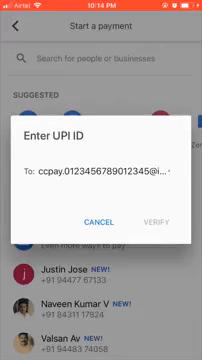 Airtel 10:14 PM
Start a payment
Search for people or businesses
SUGGESTED
Zer
Enter UPI ID
To: ccpay.0123456789012345@i...
CANCEL VERIFY
Even more ways to pay
Justin Jose NEW!
+91 94477 67133
Naveen Kumar V NEW!
+91 84311 17824
Valsan Av NEW!
+91 94483 74058